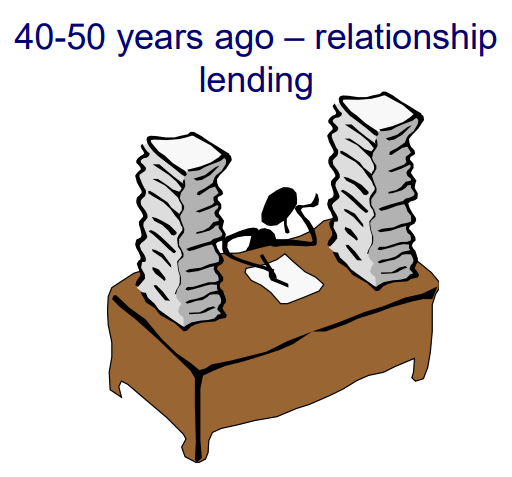 40-50 years ago – relationship
lending